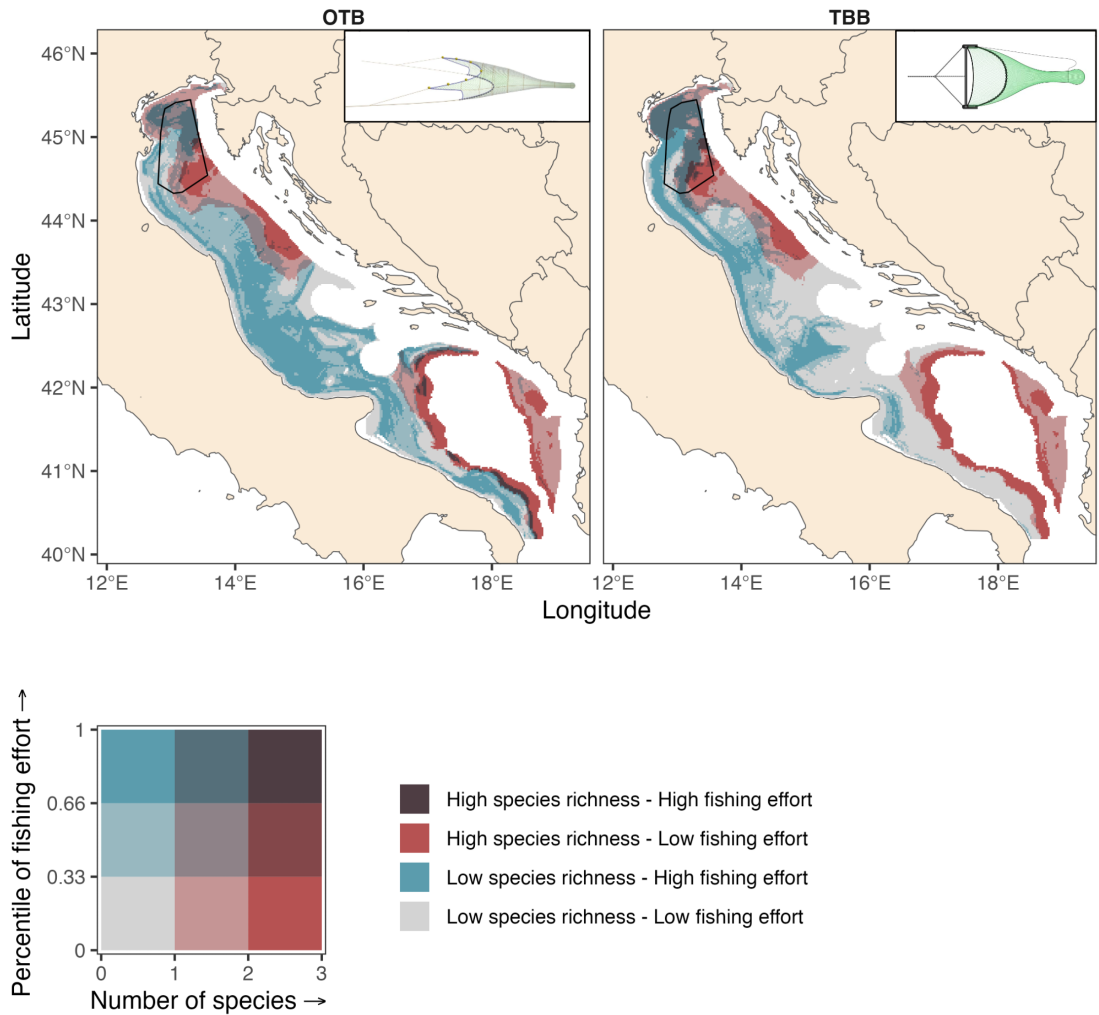 OTB
TBB
46°N
45°N
44°N
43°N
42°N
41°N
40°N
Latitude
12°E 14°E 16°E 18°E
12°E 14°E 16°E 18°E
Longitude
Percentile of fishing effort →
1
0.66
0.33
0
0 1 2 3
Number of species →
High species richness - High fishing effort
High species richness - Low fishing effort
Low species richness - High fishing effort
Low species richness - Low fishing effort